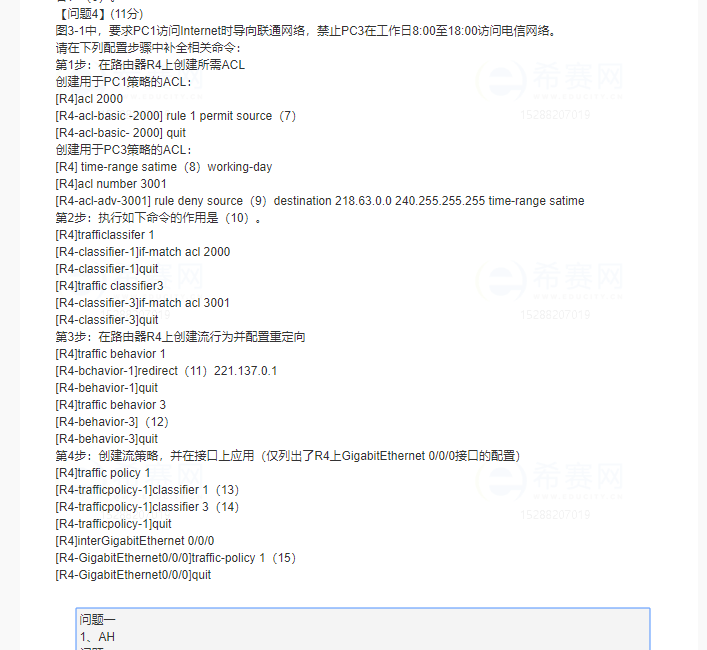 【问题4】(11分)
图3-1中，要求PC1访问Internet时导向联通网络，禁止PC3在工作日8:00至18:00访问电信网络。
请在下列配置步骤中补全相关命令：
第1步：在路由器R4上创建所需ACL
创建用于PC1策略的ACL：
[R4]acl 2000
[R4-acl-basic -2000] rule 1 permit source（7）
[R4-acl-basic- 2000] quit
创建用于PC3策略的ACL：
[R4] time-range satime（8）working-day
[R4]acl number 3001
[R4-acl-adv-3001] rule deny source（9）destination 218.63.0.0 240.255.255.255 time-range satime
第2步：执行如下命令的作用是（10）。
[R4]trafficlassifer 1
[R4-classifier-1]if-match acl 2000
[R4-classifier-1]quit
[R4]traffic classifier3
[R4-classifier-3]if-match acl 3001
[R4-classifier-3]quit
第3步：在路由器R4上创建流行为并配置重定向
[R4]traffic behavior 1
[R4-bchavior-1]redirect（11）221.137.0.1
[R4-behavior-1]quit
[R4]traffic behavior 3
[R4-behavior-3]（12）
[R4-behavior-3]quit
第4步：创建流策略，并在接口上应用（仅列出了R4上GigabitEthernet 0/0/0接口的配置）
[R4]traffic policy 1
[R4-trafficpolicy-1]classifier 1（13）
[R4-trafficpolicy-1]classifier 3（14）
[R4-trafficpolicy-1]quit
[R4]interGigabitEthernet 0/0/0
[R4-GigabitEthernet0/0/0]traffic-policy 1（15）
[R4-GigabitEthernet0/0/0]quit
问题一
1、AH
希赛网
15288207019
希赛网
15288207019
希赛网
15288207019